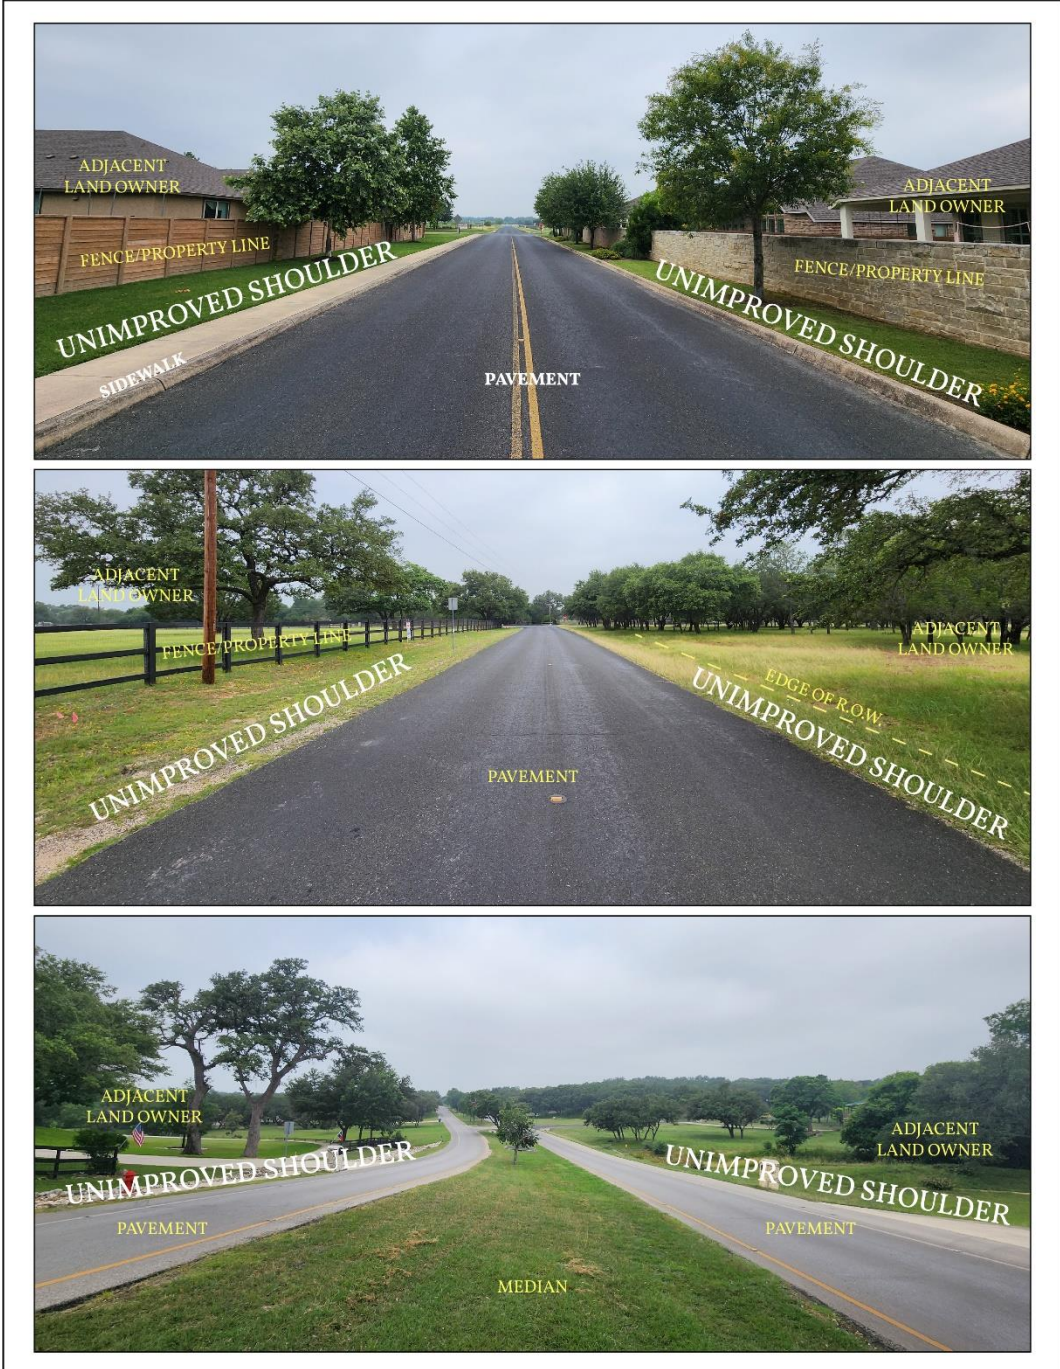 ADJACENT
LAND OWNER
FENCE/PROPERTY LINE
UNIMPROVED SHOULDER
SIDEWALK
PAVEMENT
ADJACENT
LAND OWNER
FENCE/PROPERTY LINE
UNIMPROVED SHOULDER
ADJACENT
LAND OWNER
FENCE/PROPERTY LINE
UNIMPROVED SHOULDER
PAVEMENT
ADJACENT
LAND OWNER
EDGE OF R.O.W.
UNIMPROVED SHOULDER
ADJACENT
LAND OWNER
UNIMPROVED SHOULDER
PAVEMENT
MEDIAN
ADJACENT
LAND OWNER
UNIMPROVED SHOULDER
PAVEMENT